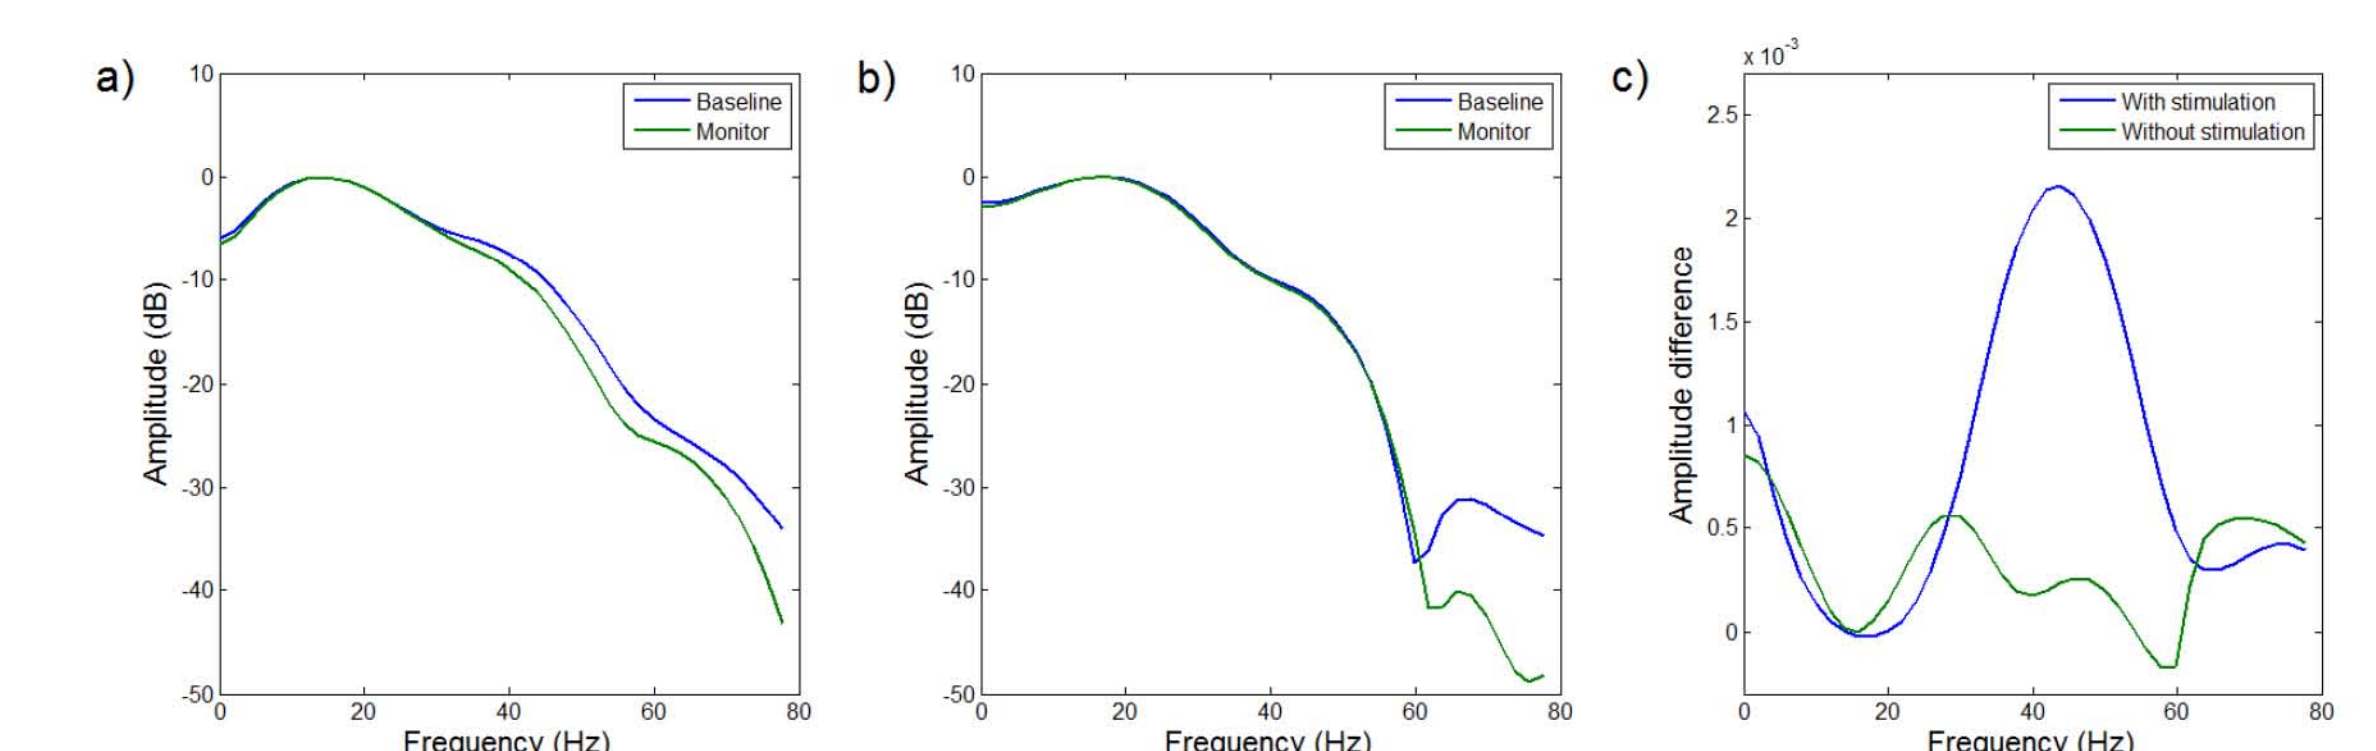 a)
10
0
-10
-20
-30
-40
-50
Amplitude (dB)
Baseline
Monitor
0 20 40 60 80
Frequency (Hz)
b)
10
0
-10
-20
-30
-40
-50
Amplitude (dB)
Baseline
Monitor
0 20 40 60 80
Frequency (Hz)
c)
x 10-3
2.5
2
1.5
1
0.5
0
Amplitude difference
With stimulation
Without stimulation
0 20 40 60 80
Frequency (Hz)